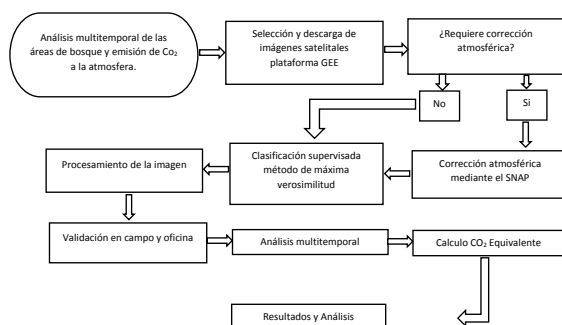 Análisis multitemporal de las
áreas de bosque y emisión de Co₂
a la atmosfera.
Selección y descarga de
imágenes satelitales
plataforma GEE
¿Requiere corrección
atmosférica?
No
Si
Procesamiento de la imagen
Clasificación supervisada
método de máxima
verosimilitud
Corrección atmosférica
mediante el SNAP
Validación en campo y oficina
Análisis multitemporal
Calculo CO₂ Equivalente
Resultados y Análisis